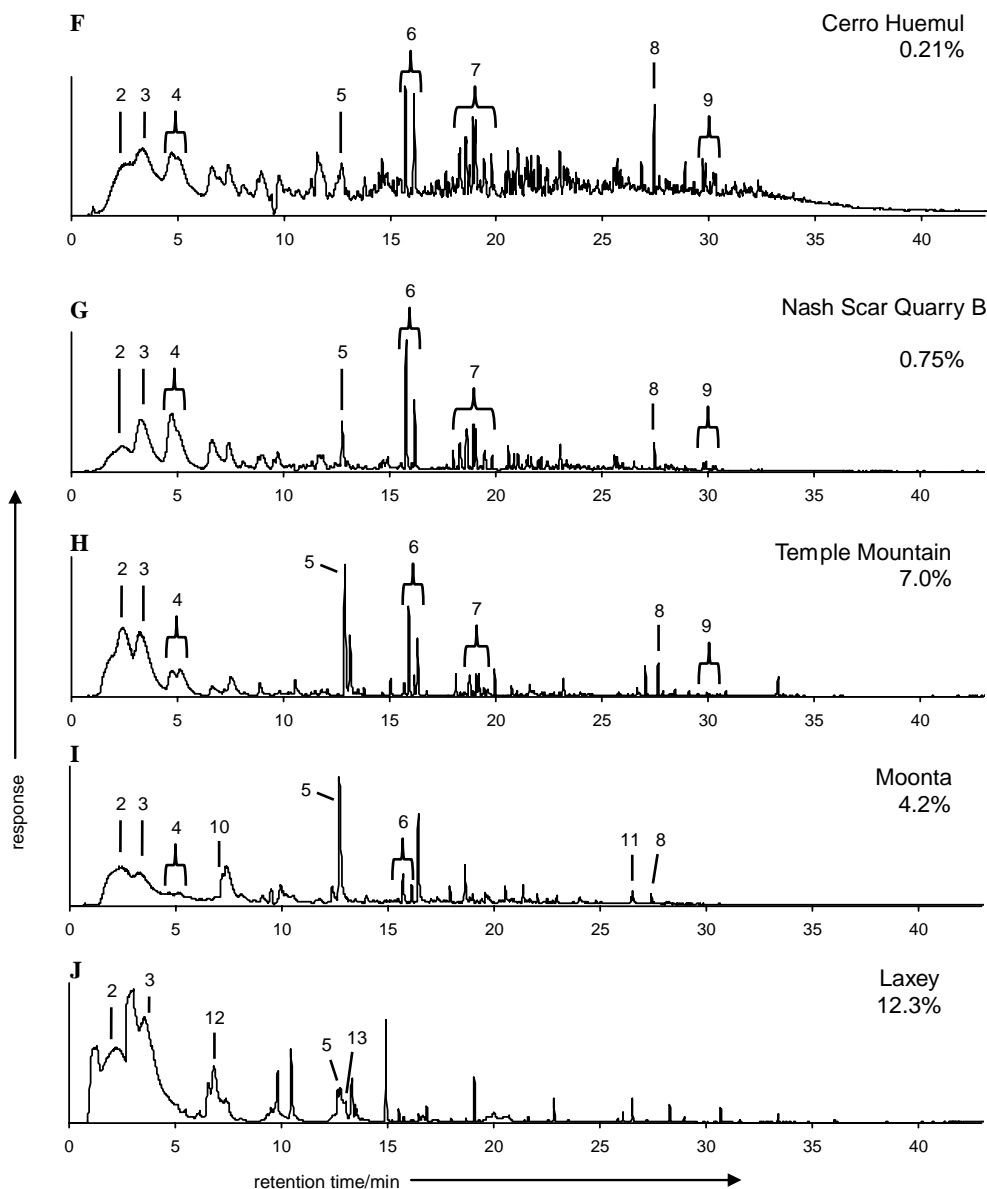 F
Cerro Huemul
0.21%
2 3 4 5 6 7 8 9
0 5 10 15 20 25 30 35 40
G
Nash Scar Quarry B
0.75%
2 3 4 5 6 7 8 9
0 5 10 15 20 25 30 35 40
H
Temple Mountain
7.0%
2 3 4 5 6 7 8 9
0 5 10 15 20 25 30 35 40
I
Moonta
4.2%
2 3 4 10 5 6 11 8
0 5 10 15 20 25 30 35 40
J
Laxey
12.3%
2 3 12 5 13
0 5 10 15 20 25 30 35 40
response
retention time/min